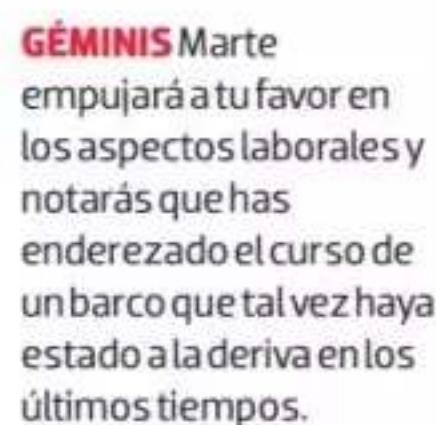 GÉMINIS Marte
empujará a tu favor en
los aspectos laborales y
notarás que has
enderezado el curso de
un barco que tal vez haya
estado a la deriva en los
últimos tiempos.